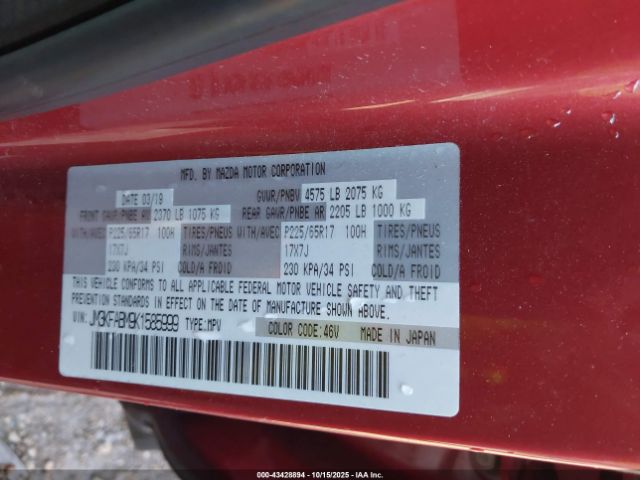 MFD. BY MAZDA MOTOR CORPORATION
DATE 03/19 GVWR/PNBV 4575 LB 2075 KG
FRONT GAWR/PNBE AV 2370 LB 1075 KG REAR GAWR/PNBE AR 2205 LB 1000 KG
WITH/AVEC P225/65R17 100H TIRES/PNEUS WITH/AVEC P225/65R17 100H TIRES/PNEUS
17X7J RIMS/JANTES 17X7J RIMS/JANTES
230 KPA/34 PSI COLD/A FROID 230 KPA/34 PSI COLD/A FROID
THIS VEHICLE CONFORMS TO ALL APPLICABLE FEDERAL MOTOR VEHICLE SAFETY AND THEFT
PREVENTION STANDARDS IN EFFECT ON THE DATE OF MANUFACTURE SHOWN ABOVE.
VIN: JM3KFABM9K1585999 TYPE:MPV COLOR CODE:46V MADE IN JAPAN
000-43428894 | 10/15/2025 - IAA Inc.